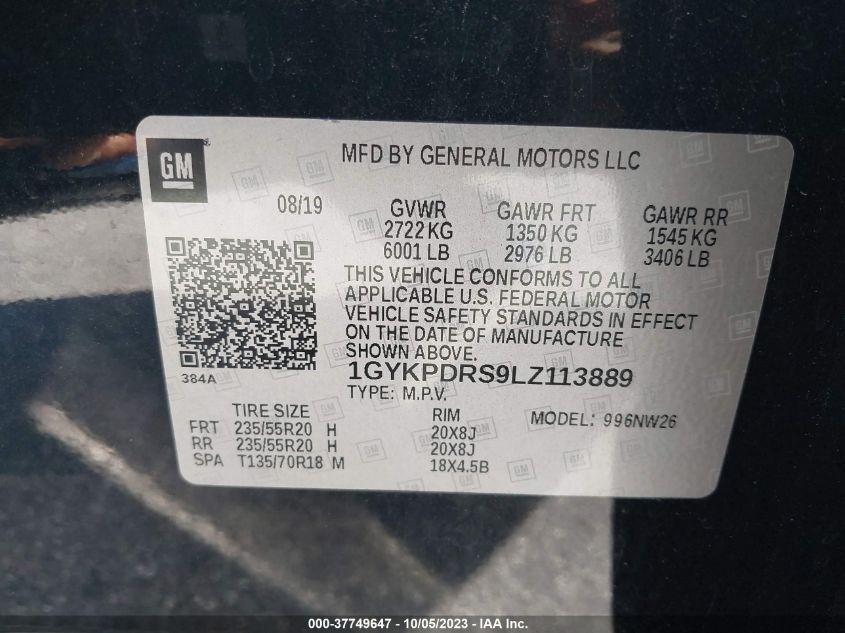 GM
MFD BY GENERAL MOTORS LLC
08/19
GVWR GAWR FRT GAWR RR
2722 KG 1350 KG 1545 KG
6001 LB 2976 LB 3406 LB
THIS VEHICLE CONFORMS TO ALL
APPLICABLE U.S. FEDERAL MOTOR
VEHICLE SAFETY STANDARDS IN EFFECT
ON THE DATE OF MANUFACTURE
SHOWN ABOVE.
384A
1GYKPDRS9LZ113889
TYPE: M.P.V.
TIRE SIZE RIM MODEL: 996NW26
FRT 235/55R20 H 20X8J
RR 235/55R20 H 20X8J
SPA T135/70R18 M 18X4.5B
000-37749647 - 10/05/2023 - IAA Inc.